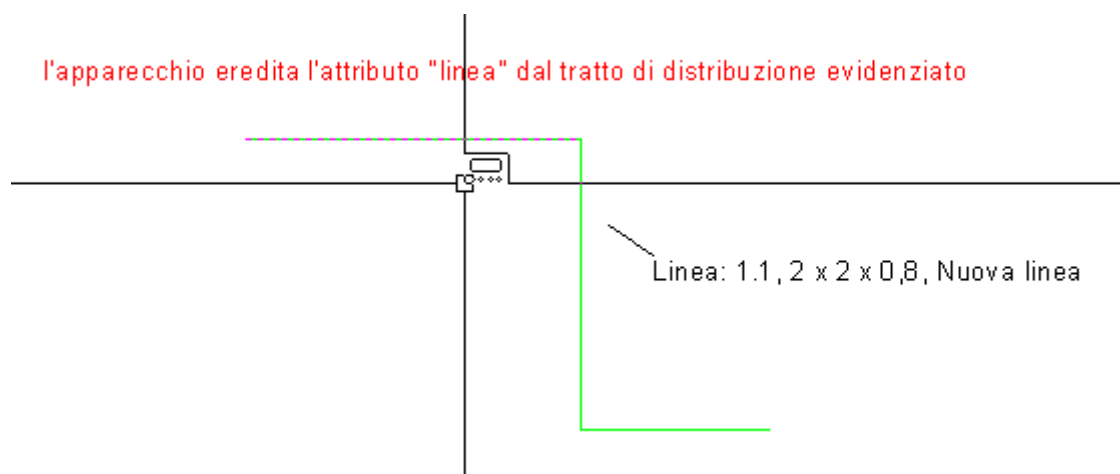 l'apparecchio eredita l'attributo "linea" dal tratto di distribuzione evidenziato
Linea: 1.1, 2 x 2 x 0,8, Nuova linea